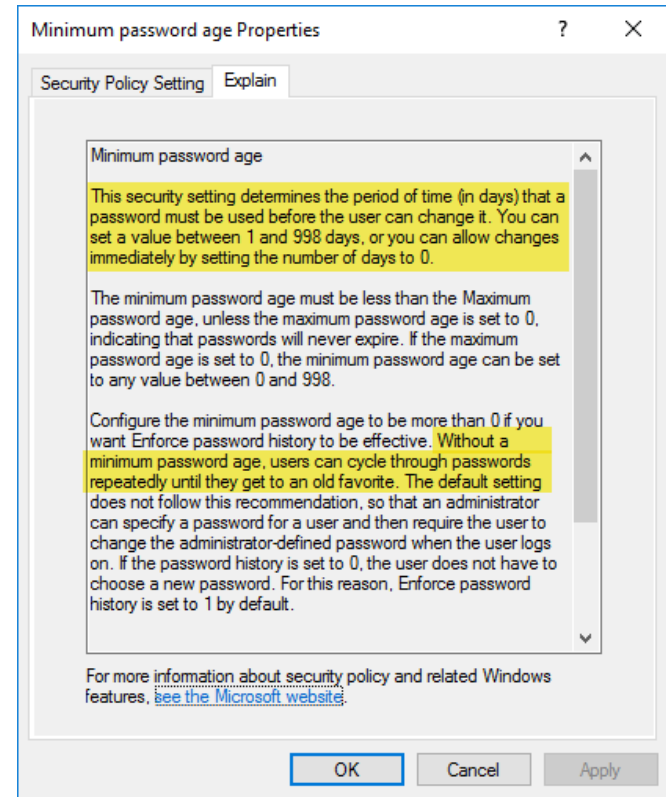 Minimum password age Properties
?
Security Policy Setting
Explain
Minimum password age
This security setting determines the period of time (in days) that a
password must be used before the user can change it. You can
set a value between 1 and 998 days, or you can allow changes
immediately by setting the number of days to 0.
The minimum password age must be less than the Maximum
password age, unless the maximum password age is set to 0,
indicating that passwords will never expire. If the maximum
password age is set to 0, the minimum password age can be set
to any value between 0 and 998.
Configure the minimum password age to be more than 0 if you
want Enforce password history to be effective. Without a
minimum password age, users can cycle through passwords
repeatedly until they get to an old favorite. The default setting
does not follow this recommendation, so that an administrator
can specify a password for a user and then require the user to
change the administrator-defined password when the user logs
on. If the password history is set to 0, the user does not have to
choose a new password. For this reason, Enforce password
history is set to 1 by default.
For more information about security policy and related Windows
features, see the Microsoft website.
OK
Cancel
Apply